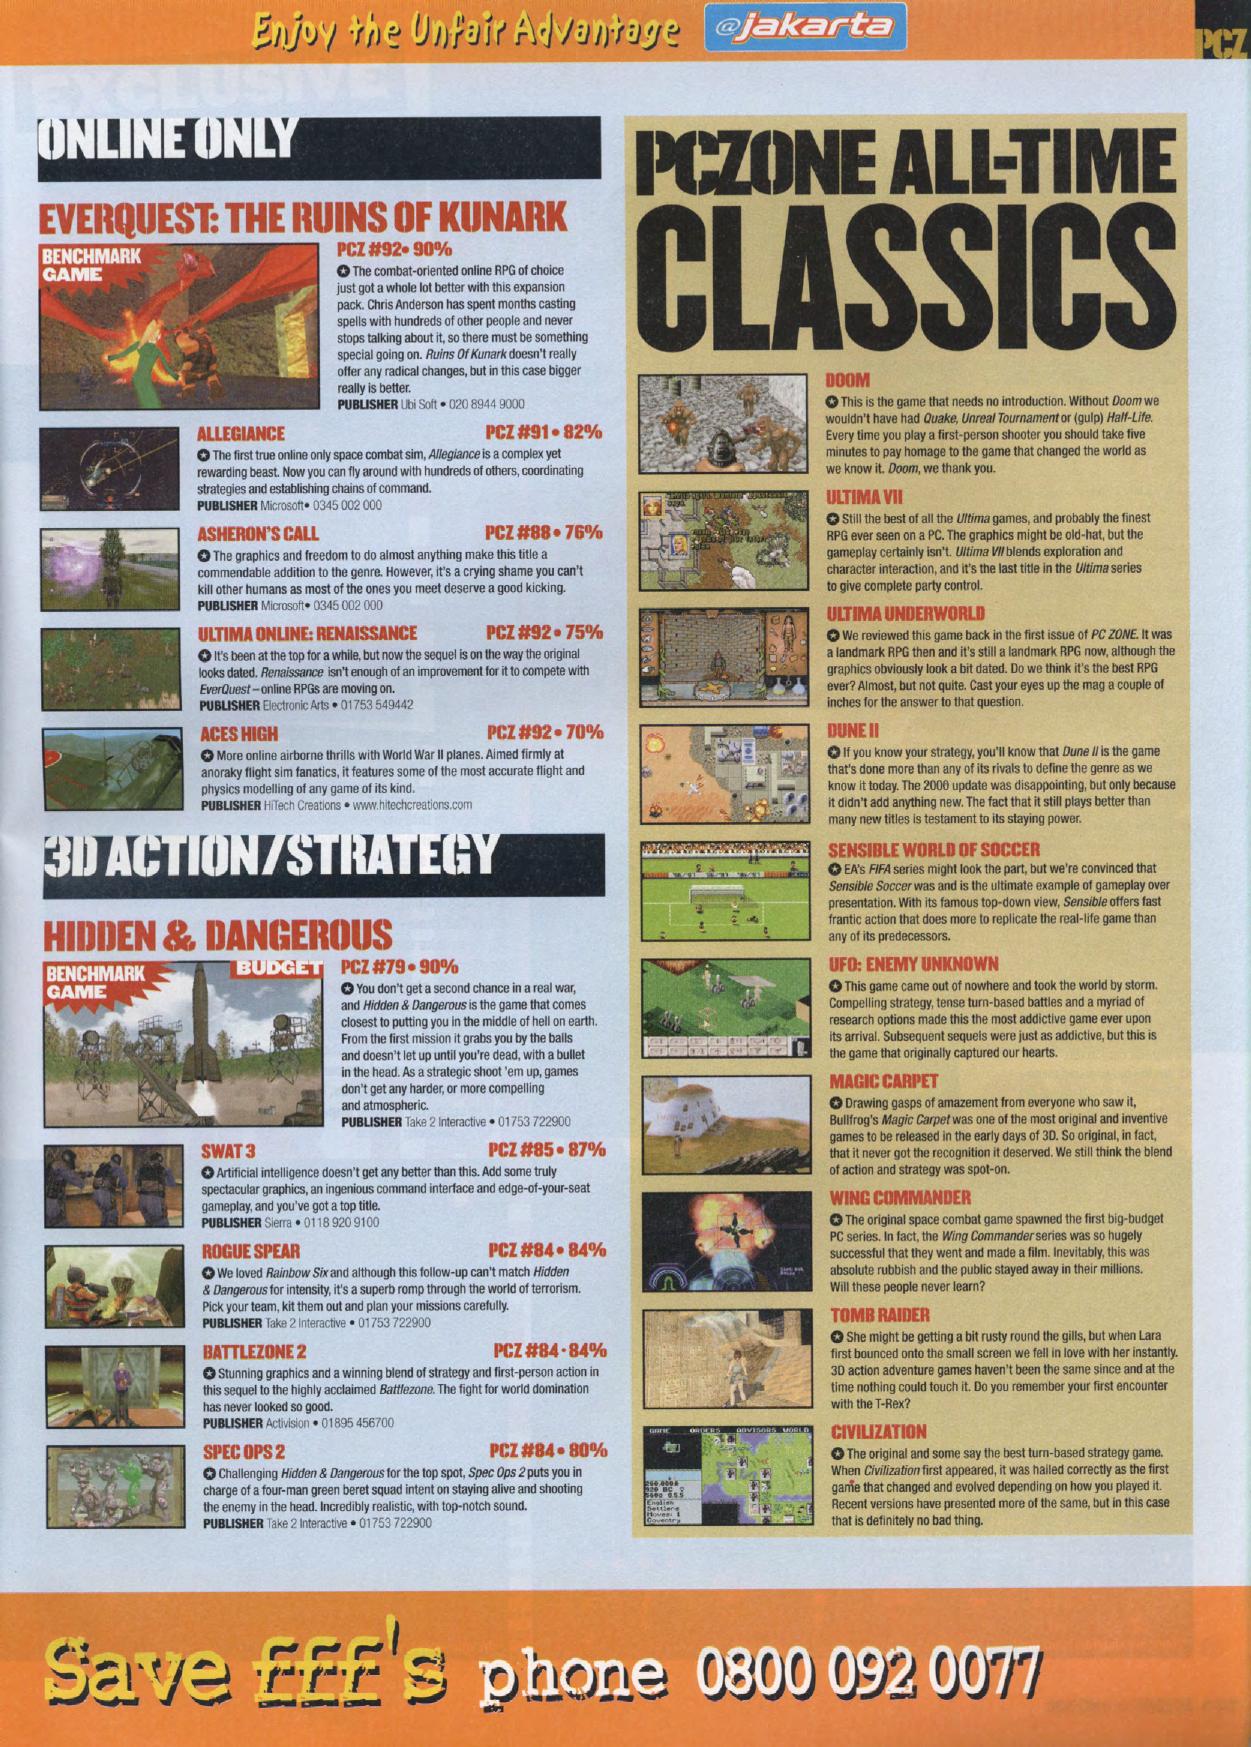 Enjoy the Unfair Advantage
@jakarta
PCZ
ONLINE ONLY
EVERQUEST: THE RUINS OF KUNARK
BENCHMARK
GAME
PCZ #92 • 90%
The combat-oriented online RPG of choice
just got a whole lot better with this expansion
pack. Chris Anderson has spent months casting
spells with hundreds of other people and never
stops talking about it, so there must be something
special going on. Ruins Of Kunark doesn't really
offer any radical changes, but in this case bigger
really is better.
PUBLISHER Ubi Soft • 020 8944 9000
ALLEGIANCE PCZ #91 • 82%
The first true online only space combat sim, Allegiance is a complex yet
rewarding beast. Now you can fly around with hundreds of others, coordinating
strategies and establishing chains of command.
PUBLISHER Microsoft • 0345 002 000
ASHERON'S CALL PCZ #88 • 76%
The graphics and freedom to do almost anything make this title a
commendable addition to the genre. However, it's a crying shame you can't
kill other humans as most of the ones you meet deserve a good kicking.
PUBLISHER Microsoft • 0345 002 000
ULTIMA ONLINE: RENAISSANCE PCZ #92 • 75%
It's been at the top for a while, but now the sequel is on the way the original
looks dated. Renaissance isn't enough of an improvement for it to compete with
EverQuest – online RPGs are moving on.
PUBLISHER Electronic Arts • 01753 549442
ACES HIGH PCZ #92 • 70%
More online airborne thrills with World War II planes. Aimed firmly at
anoraky flight sim fanatics, it features some of the most accurate flight and
physics modelling of any game of its kind.
PUBLISHER HiTech Creations • www.hitechcreations.com
3D ACTION/STRATEGY
HIDDEN & DANGEROUS
BENCHMARK
GAME
BUDGET
PCZ #79 • 90%
You don't get a second chance in a real war,
and Hidden & Dangerous is the game that comes
closest to putting you in the middle of hell on earth.
From the first mission it grabs you by the balls
and doesn't let up until you're dead, with a bullet
in the head. As a strategic shoot 'em up, games
don't get any harder, or more compelling
and atmospheric.
PUBLISHER Take 2 Interactive • 01753 722900
SWAT 3 PCZ #85 • 87%
Artificial intelligence doesn't get any better than this. Add some truly
spectacular graphics, an ingenious command interface and edge-of-your-seat
gameplay, and you've got a top title.
PUBLISHER Sierra • 0118 920 9100
ROGUE SPEAR PCZ #84 • 84%
We loved Rainbow Six and although this follow-up can't match Hidden
& Dangerous for intensity, it's a superb romp through the world of terrorism.
Pick your team, kit them out and plan your missions carefully.
PUBLISHER Take 2 Interactive • 01753 722900
BATTLEZONE 2 PCZ #84 • 84%
Stunning graphics and a winning blend of strategy and first-person action in
this sequel to the highly acclaimed Battlezone. The fight for world domination
has never looked so good.
PUBLISHER Activision • 01895 456700
SPEC OPS 2 PCZ #84 • 80%
Challenging Hidden & Dangerous for the top spot, Spec Ops 2 puts you in
charge of a four-man green beret squad intent on staying alive and shooting
the enemy in the head. Incredibly realistic, with top-notch sound.
PUBLISHER Take 2 Interactive • 01753 722900
PCZONE ALL-TIME
CLASSICS
DOOM
This is the game that needs no introduction. Without Doom we
wouldn't have had Quake, Unreal Tournament or (gulp) Half-Life.
Every time you play a first-person shooter you should take five
minutes to pay homage to the game that changed the world as
we know it. Doom, we thank you.
ULTIMA VII
Still the best of all the Ultima games, and probably the finest
RPG ever seen on a PC. The graphics might be old-hat, but the
gameplay certainly isn't. Ultima VII blends exploration and
character interaction, and it's the last title in the Ultima series
to give complete party control.
ULTIMA UNDERWORLD
We reviewed this game back in the first issue of PC ZONE. It was
a landmark RPG then and it's still a landmark RPG now, although the
graphics obviously look a bit dated. Do we think it's the best RPG
ever? Almost, but not quite. Cast your eyes up the mag a couple of
inches for the answer to that question.
DUNE II
If you know your strategy, you'll know that Dune II is the game
that's done more than any of its rivals to define the genre as we
know it today. The 2000 update was disappointing, but only because
it didn't add anything new. The fact that it still plays better than
many new titles is testament to its staying power.
SENSIBLE WORLD OF SOCCER
EA's FIFA series might look the part, but we're convinced that
Sensible Soccer was and is the ultimate example of gameplay over
presentation. With its famous top-down view, Sensible offers fast
frantic action that does more to replicate the real-life game than
any of its predecessors.
UFO: ENEMY UNKNOWN
This game came out of nowhere and took the world by storm.
Compelling strategy, tense turn-based battles and a myriad of
research options made this the most addictive game ever upon
its arrival. Subsequent sequels were just as addictive, but this is
the game that originally captured our hearts.
MAGIC CARPET
Drawing gasps of amazement from everyone who saw it,
Bullfrog's Magic Carpet was one of the most original and inventive
games to be released in the early days of 3D. So original, in fact,
that it never got the recognition it deserved. We still think the blend
of action and strategy was spot-on.
WING COMMANDER
The original space combat game spawned the first big-budget
PC series. In fact, the Wing Commander series was so hugely
successful that they went and made a film. Inevitably, this was
absolute rubbish and the public stayed away in their millions.
Will these people never learn?
TOMB RAIDER
She might be getting a bit rusty round the gills, but when Lara
first bounced onto the small screen we fell in love with her instantly.
3D action adventure games haven't been the same since and at the
time nothing could touch it. Do you remember your first encounter
with the T-Rex?
GAME ORDERS ADVISORS WORLD
English
Settlers
Moves: 1
Coventry
CIVILIZATION
The original and some say the best turn-based strategy game.
When Civilization first appeared, it was hailed correctly as the first
game that changed and evolved depending on how you played it.
Recent versions have presented more of the same, but in this case
that is definitely no bad thing.
Save £££'s phone 0800 092 0077